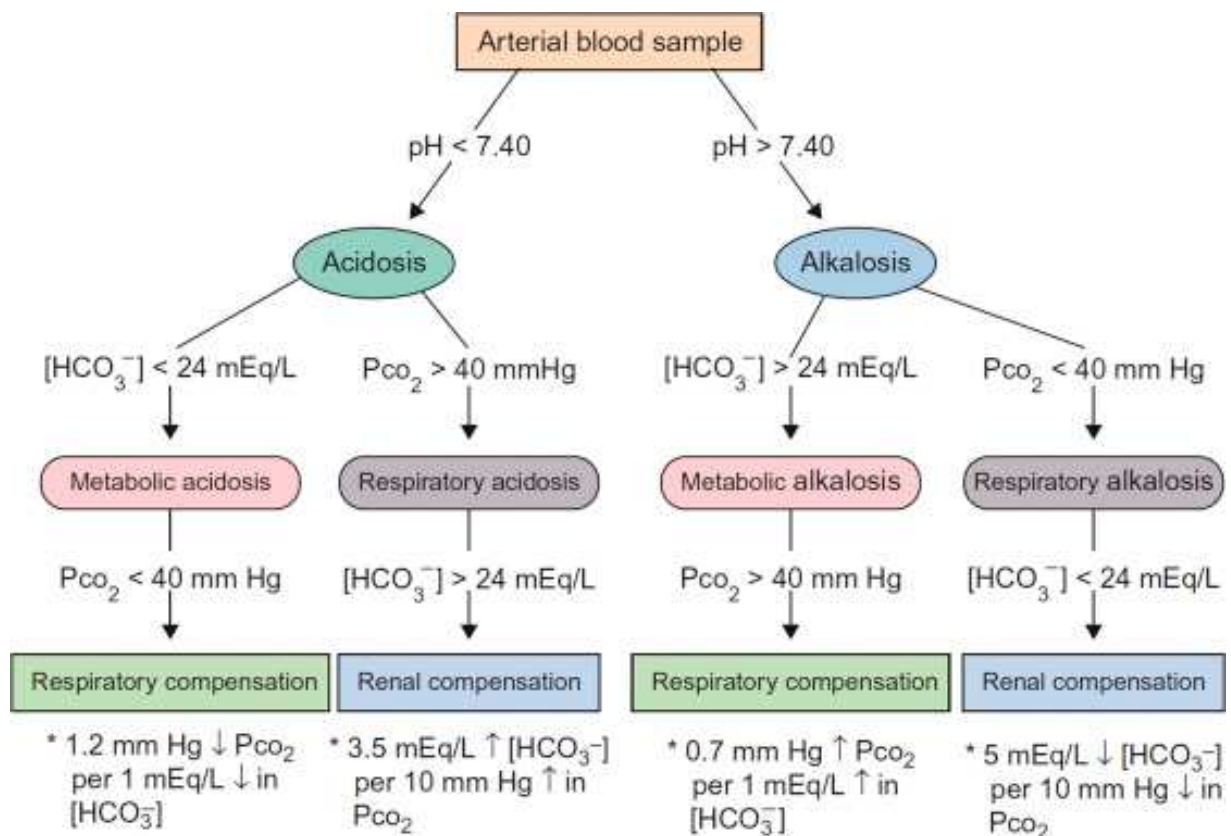 Arterial blood sample
pH < 7.40
pH > 7.40
Acidosis
Alkalosis
[HCO₃⁻] < 24 mEq/L
Pco₂ > 40 mmHg
[HCO₃⁻] > 24 mEq/L
Pco₂ < 40 mm Hg
Metabolic acidosis
Respiratory acidosis
Metabolic alkalosis
Respiratory alkalosis
Pco₂ < 40 mm Hg
[HCO₃⁻] > 24 mEq/L
Pco₂ > 40 mm Hg
[HCO₃⁻] < 24 mEq/L
Respiratory compensation
Renal compensation
Respiratory compensation
Renal compensation
* 1.2 mm Hg ↓ Pco₂
per 1 mEq/L ↓ in
[HCO₃⁻]
* 3.5 mEq/L ↑ [HCO₃⁻]
per 10 mm Hg ↑ in
Pco₂
* 0.7 mm Hg ↑ Pco₂
per 1 mEq/L ↑ in
[HCO₃⁻]
* 5 mEq/L ↓ [HCO₃⁻]
per 10 mm Hg ↓ in
Pco₂